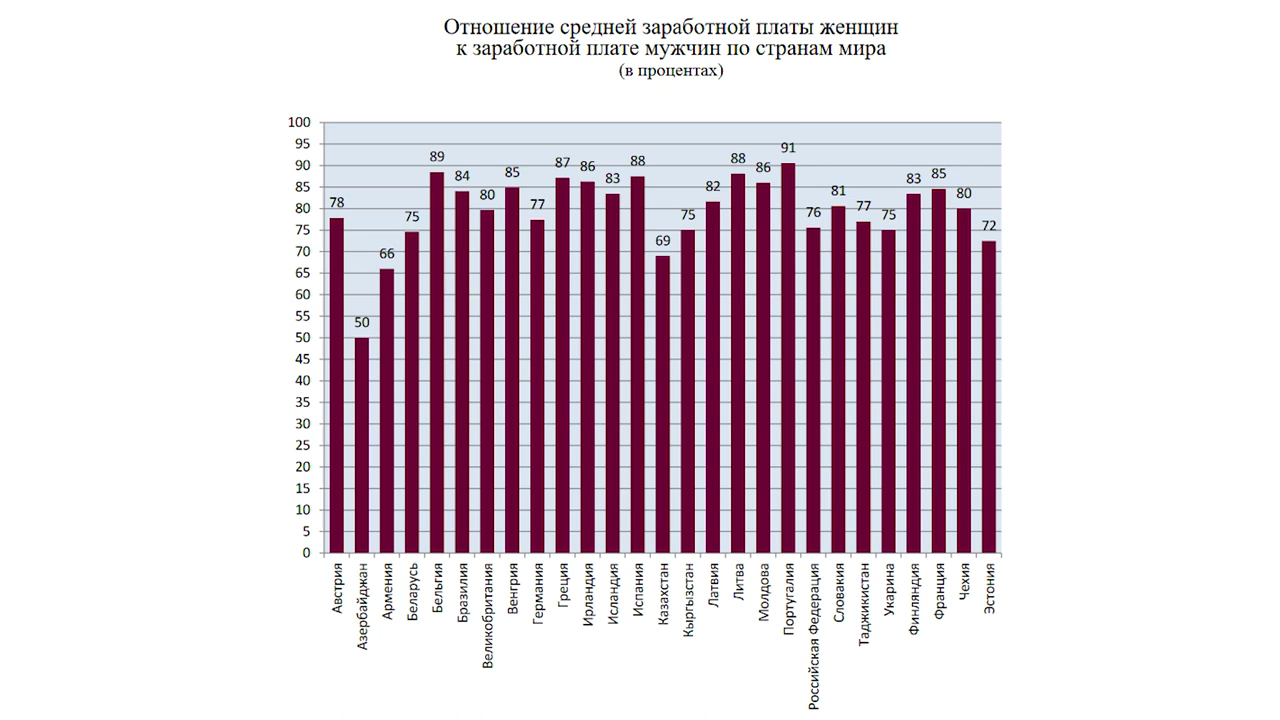 Отношение средней заработной платы женщин
к заработной плате мужчин по странам мира
(в процентах)
100
95
90
85
80
75
70
65
60
55
50
45
40
35
30
25
20
15
10
5
0
78
50
66
75
89
84
80
85
77
87
86
83
88
69
75
82
88
86
91
76
81
77
75
83
85
80
72
Австрия
Азербайджан
Армения
Беларусь
Бельгия
Бразилия
Великобритания
Венгрия
Германия
Греция
Ирландия
Исландия
Испания
Казахстан
Кыргызстан
Латвия
Литва
Молдова
Португалия
Российская Федерация
Словакия
Таджикистан
Укарина
Финляндия
Франция
Чехия
Эстония